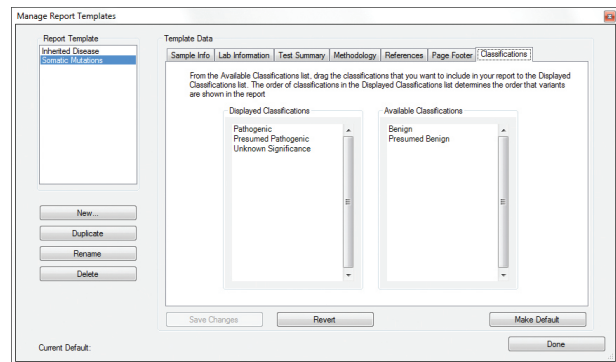 Manage Report Templates
Report Template
Inherited Disease
Somatic Mutations
New...
Duplicate
Rename
Delete
Current Default:
Template Data
Sample Info Lab Information Test Summary Methodology References Page Footer Classifications
From the Available Classifications list, drag the classifications that you want to include in your report to the Displayed
Classifications list. The order of classifications in the Displayed Classifications list determines the order that variants
are shown in the report
Displayed Classifications
Pathogenic
Presumed Pathogenic
Unknown Significance
Available Classifications
Benign
Presumed Benign
Save Changes Revert Make Default
Done